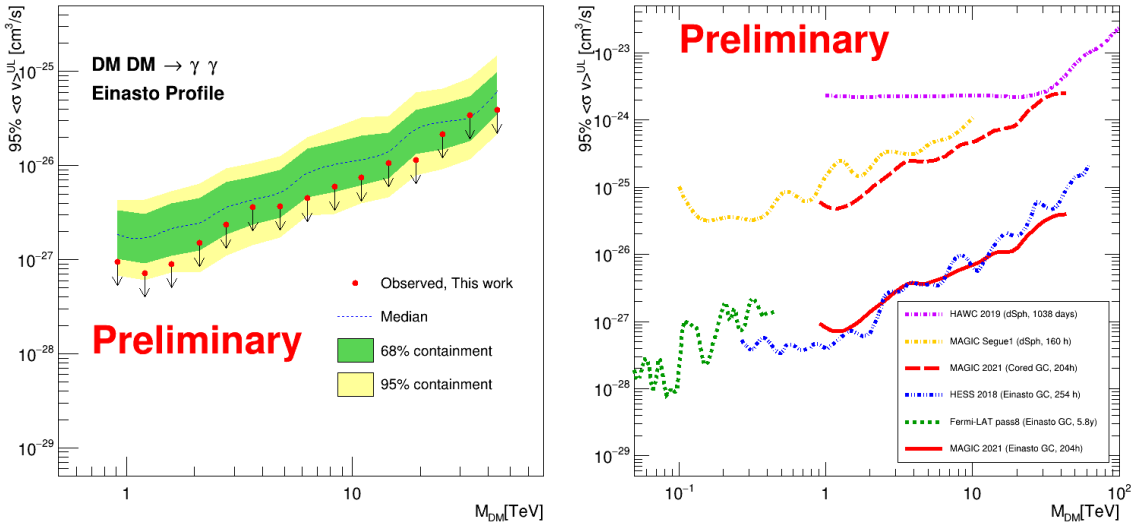 95% <σ v>^UL [cm³/s]
10⁻²⁵
10⁻²⁶
10⁻²⁷
10⁻²⁸
10⁻²⁹
DM DM → γ γ
Einasto Profile
Observed, This work
Median
68% containment
95% containment
Preliminary
1
10
M_DM[TeV]
95% <σ v>^UL [cm³/s]
10⁻²³
10⁻²⁴
10⁻²⁵
10⁻²⁶
10⁻²⁷
10⁻²⁸
10⁻²⁹
Preliminary
HAWC 2019 (dSph, 1038 days)
MAGIC Segue1 (dSph, 160 h)
MAGIC 2021 (Cored GC, 204h)
HESS 2018 (Einasto GC, 254 h)
Fermi-LAT pass8 (Einasto GC, 5.8y)
MAGIC 2021 (Einasto GC, 204h)
10⁻¹
1
10
10²
M_DM[TeV]